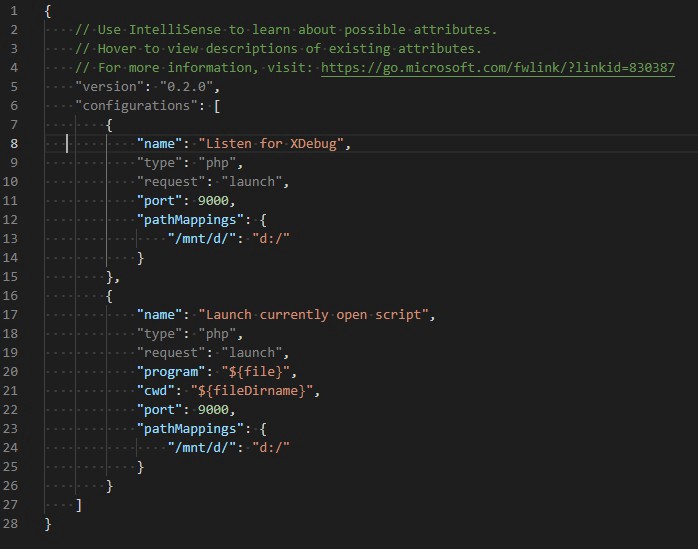 1 {
2     // Use IntelliSense to learn about possible attributes.
3     // Hover to view descriptions of existing attributes.
4     // For more information, visit: https://go.microsoft.com/fwlink/?linkid=830387
5     "version": "0.2.0",
6     "configurations": [
7         {
8             "name": "Listen for XDebug",
9             "type": "php",
10             "request": "launch",
11             "port": 9000,
12             "pathMappings": {
13                 "/mnt/d/": "d:/"
14             }
15         },
16         {
17             "name": "Launch currently open script",
18             "type": "php",
19             "request": "launch",
20             "program": "${file}",
21             "cwd": "${fileDirname}",
22             "port": 9000,
23             "pathMappings": {
24                 "/mnt/d/": "d:/"
25             }
26         }
27     ]
28 }